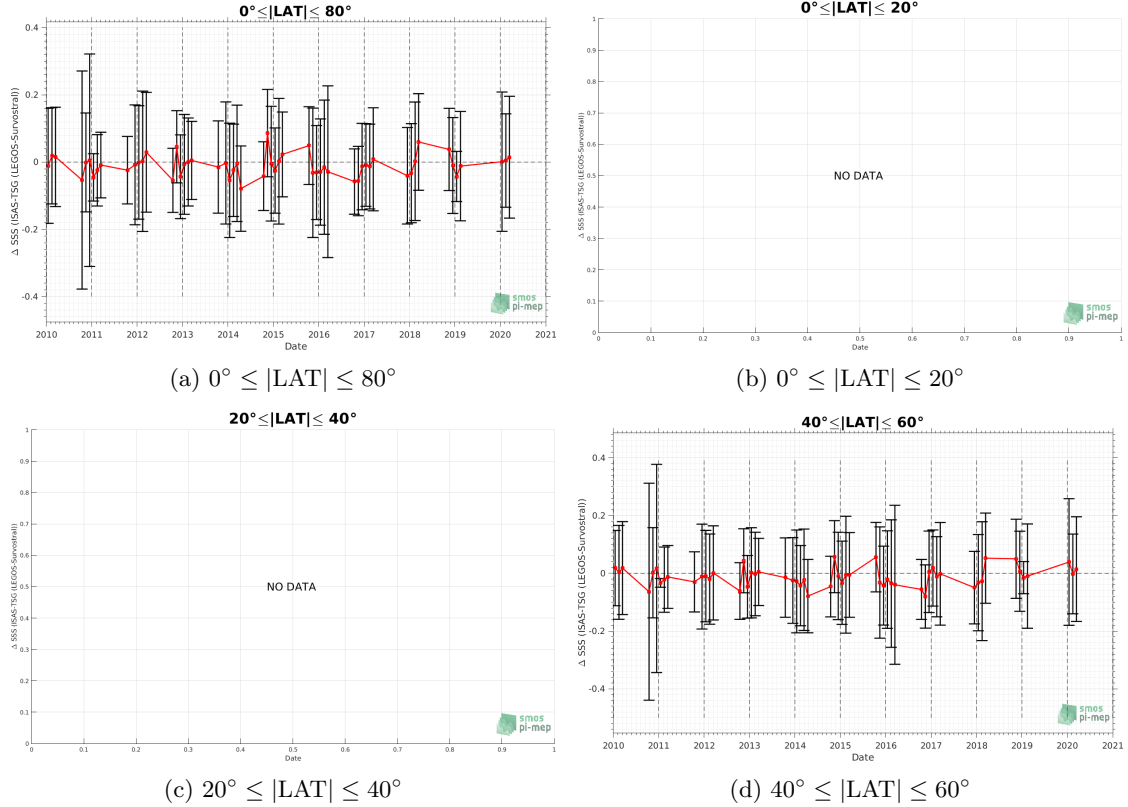 0°≤|LAT|≤ 80°
Δ SSS (ISAS-TSG (LEGOS-Survostral))
0.4
0.2
0
-0.2
-0.4
2010 2011 2012 2013 2014 2015 2016 2017 2018 2019 2020 2021
Date
smos
pi-mep
(a) 0° ≤ |LAT| ≤ 80°
0°≤|LAT|≤ 20°
Δ SSS (ISAS-TSG (LEGOS-Survostral))
1
0.9
0.8
0.7
0.6
0.5
0.4
0.3
0.2
0.1
0
NO DATA
0 0.1 0.2 0.3 0.4 0.5 0.6 0.7 0.8 0.9 1
Date
smos
pi-mep
(b) 0° ≤ |LAT| ≤ 20°
20°≤|LAT|≤ 40°
Δ SSS (ISAS-TSG (LEGOS-Survostral))
1
0.9
0.8
0.7
0.6
0.5
0.4
0.3
0.2
0.1
0
NO DATA
0 0.1 0.2 0.3 0.4 0.5 0.6 0.7 0.8 0.9 1
Date
smos
pi-mep
(c) 20° ≤ |LAT| ≤ 40°
40°≤|LAT|≤ 60°
Δ SSS (ISAS-TSG (LEGOS-Survostral))
0.4
0.2
0
-0.2
-0.4
2010 2011 2012 2013 2014 2015 2016 2017 2018 2019 2020 2021
Date
smos
pi-mep
(d) 40° ≤ |LAT| ≤ 60°